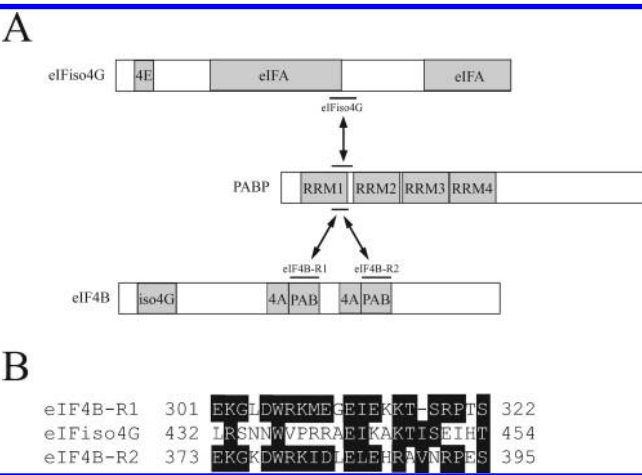 A
eIFiso4G 4E eIFA eIFA
eIFiso4G
PABP RRM1 RRM2 RRM3 RRM4
eIF4B-R1 eIF4B-R2
eIF4B iso4G 4A PAB 4A PAB
B
eIF4B-R1 301 EKGLDWRKMEGEIEKKT-SRPTS 322
eIFiso4G 432 LRSNNWVPRRAEIKAKTISEIHT 454
eIF4B-R2 373 EKGKDWRKIDLELEHRAVNRPES 395